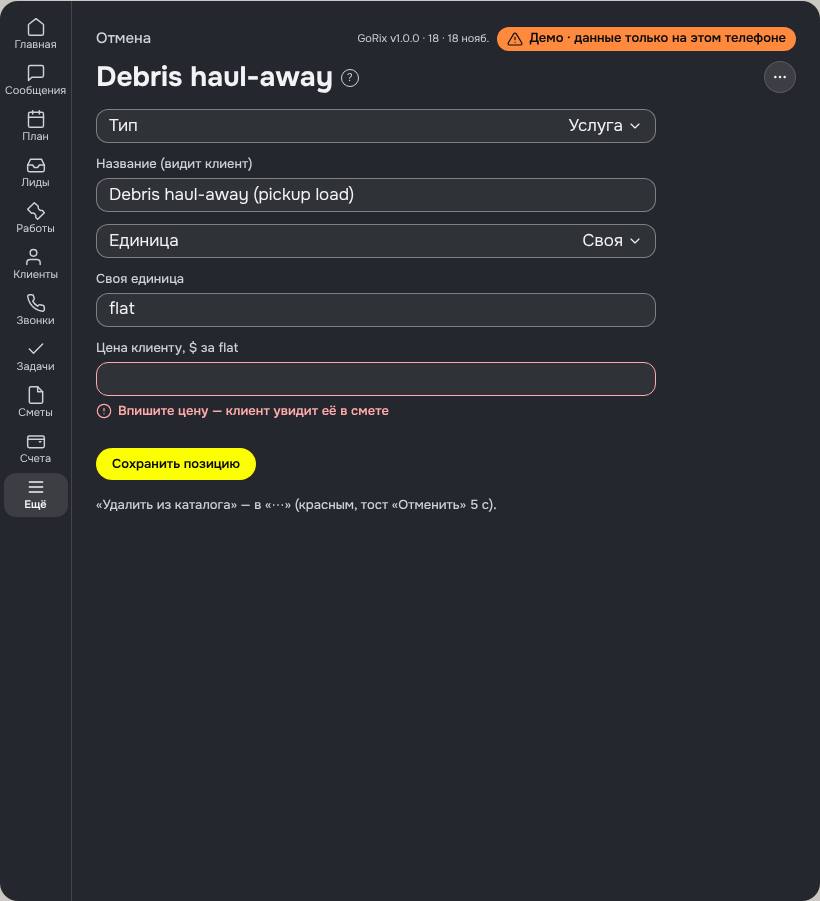 Главная
Сообщения
План
Лиды
Работы
Клиенты
Звонки
Задачи
Сметы
Счета
Ещё
Отмена
GoRix v1.0.0 · 18 · 18 нояб.
Демо · данные только на этом телефоне
Debris haul-away ?
Тип Услуга
Название (видит клиент)
Debris haul-away (pickup load)
Единица Своя
Своя единица
flat
Цена клиенту, $ за flat
Впишите цену — клиент увидит её в смете
Сохранить позицию
«Удалить из каталога» — в «···» (красным, тост «Отменить» 5 с).